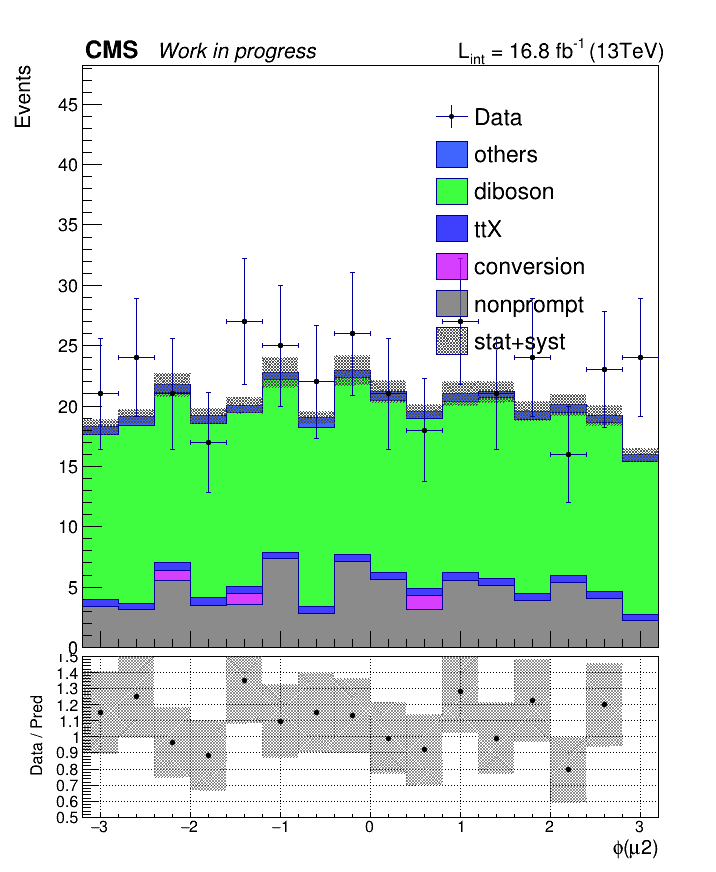 CMS Work in progress L_int = 16.8 fb^-1 (13TeV)
Events
45
40
35
30
25
20
15
10
5
0
Data
others
diboson
ttX
conversion
nonprompt
stat+syst
Data / Pred
1.5
1.4
1.3
1.2
1.1
1
0.9
0.8
0.7
0.6
0.5
−3 −2 −1 0 1 2 3
ϕ(μ2)